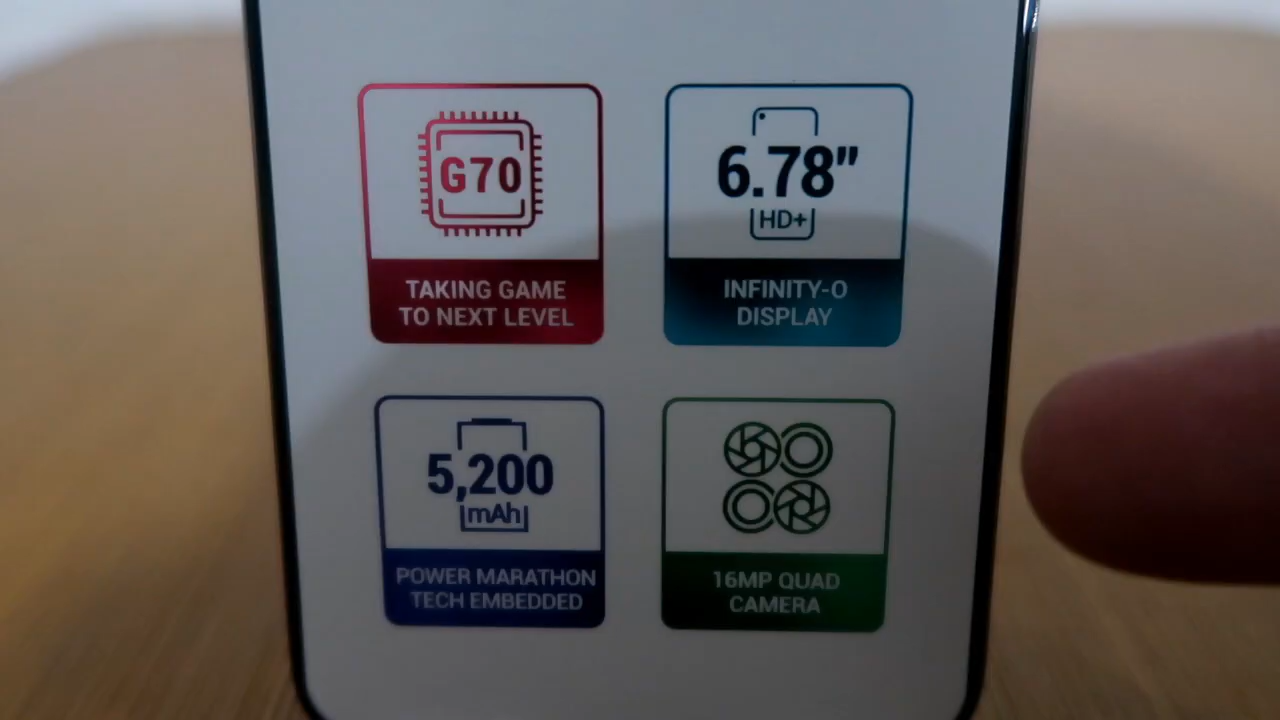 G70
TAKING GAME
TO NEXT LEVEL
6.78"
HD+
INFINITY-O
DISPLAY
5,200
mAh
POWER MARATHON
TECH EMBEDDED
16MP QUAD
CAMERA